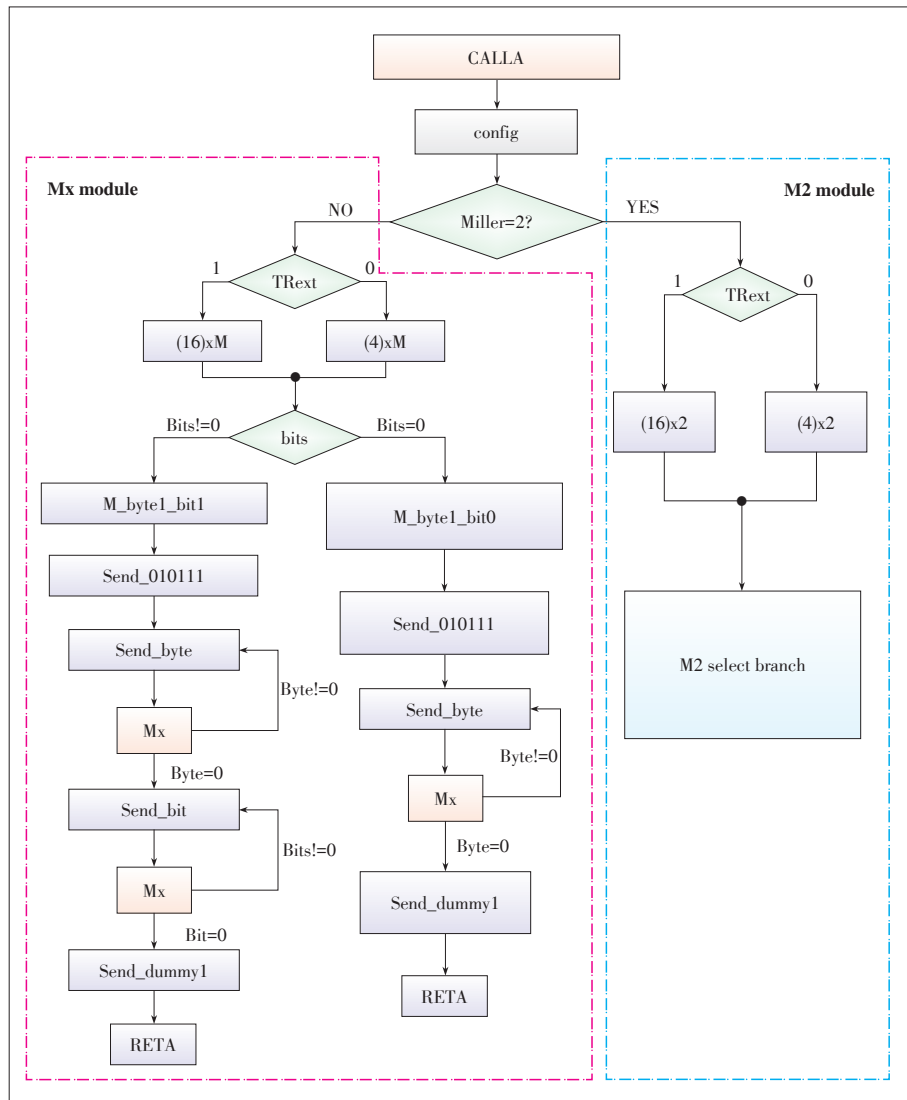 CALLA
config
Mx module
M2 module
NO
Miller=2?
YES
1
TRext
0
1
TRext
0
(16)xM
(4)xM
(16)x2
(4)x2
Bits!=0
bits
Bits=0
M_byte1_bit1
M_byte1_bit0
Send_010111
Send_010111
Send_byte
M2 select branch
Byte!=0
Send_byte
Mx
Byte!=0
Byte=0
Mx
Send_bit
Byte=0
Bits!=0
Mx
Send_dummy1
Bit=0
Send_dummy1
RETA
RETA